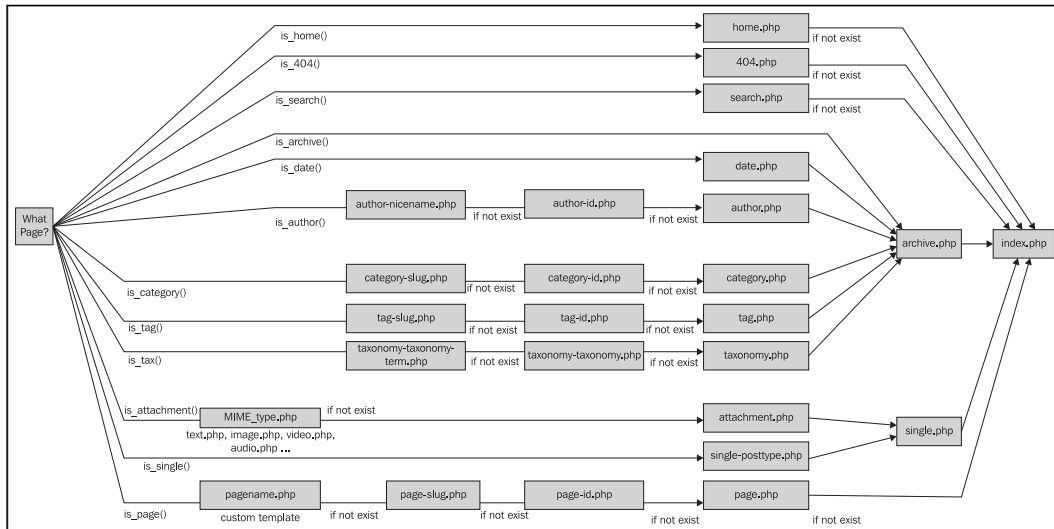 is_home()
home.php
if not exist
is_404()
404.php
if not exist
is_search()
search.php
if not exist
is_archive()
is_date()
date.php
What
Page?
is_author()
author-nicename.php
if not exist
author-id.php
if not exist
author.php
archive.php
index.php
is_category()
category-slug.php
if not exist
category-id.php
if not exist
category.php
is_tag()
tag-slug.php
if not exist
tag-id.php
if not exist
tag.php
is_tax()
taxonomy-taxonomy-
term.php
if not exist
taxonomy-taxonomy.php
if not exist
taxonomy.php
is_attachment()
MIME_type.php
if not exist
text.php, image.php, video.php,
audio.php ...
attachment.php
single.php
is_single()
single-posttype.php
is_page()
pagename.php
custom template
if not exist
page-slug.php
if not exist
page-id.php
if not exist
page.php
if not exist